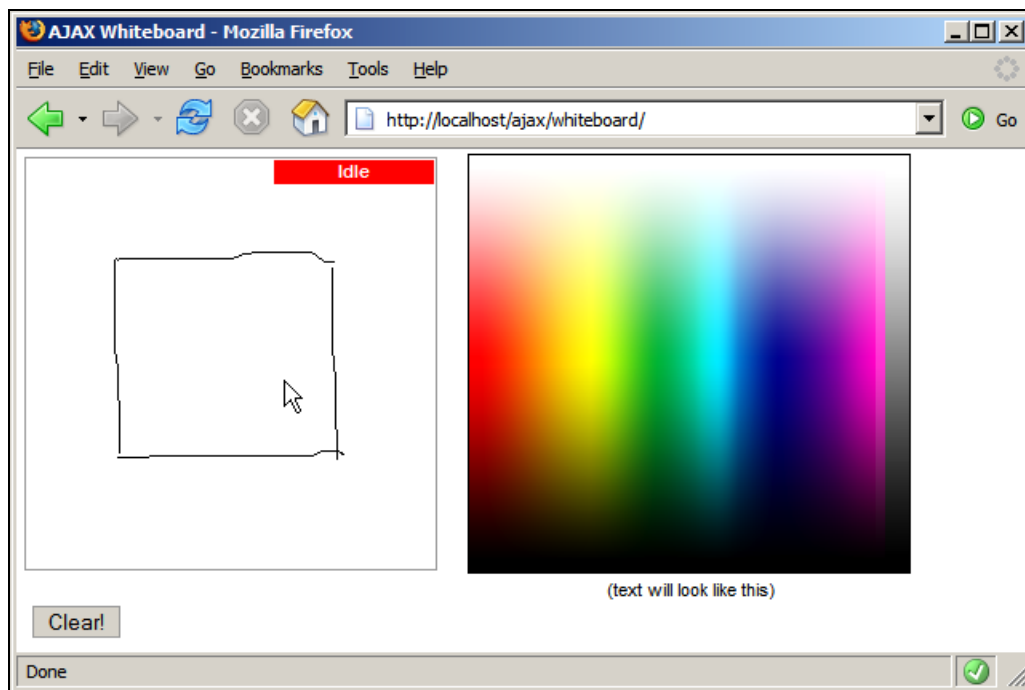 AJAX Whiteboard - Mozilla Firefox
File Edit View Go Bookmarks Tools Help
http://localhost/ajax/whiteboard/ Go
Idle
(text will look like this)
Clear!
Done